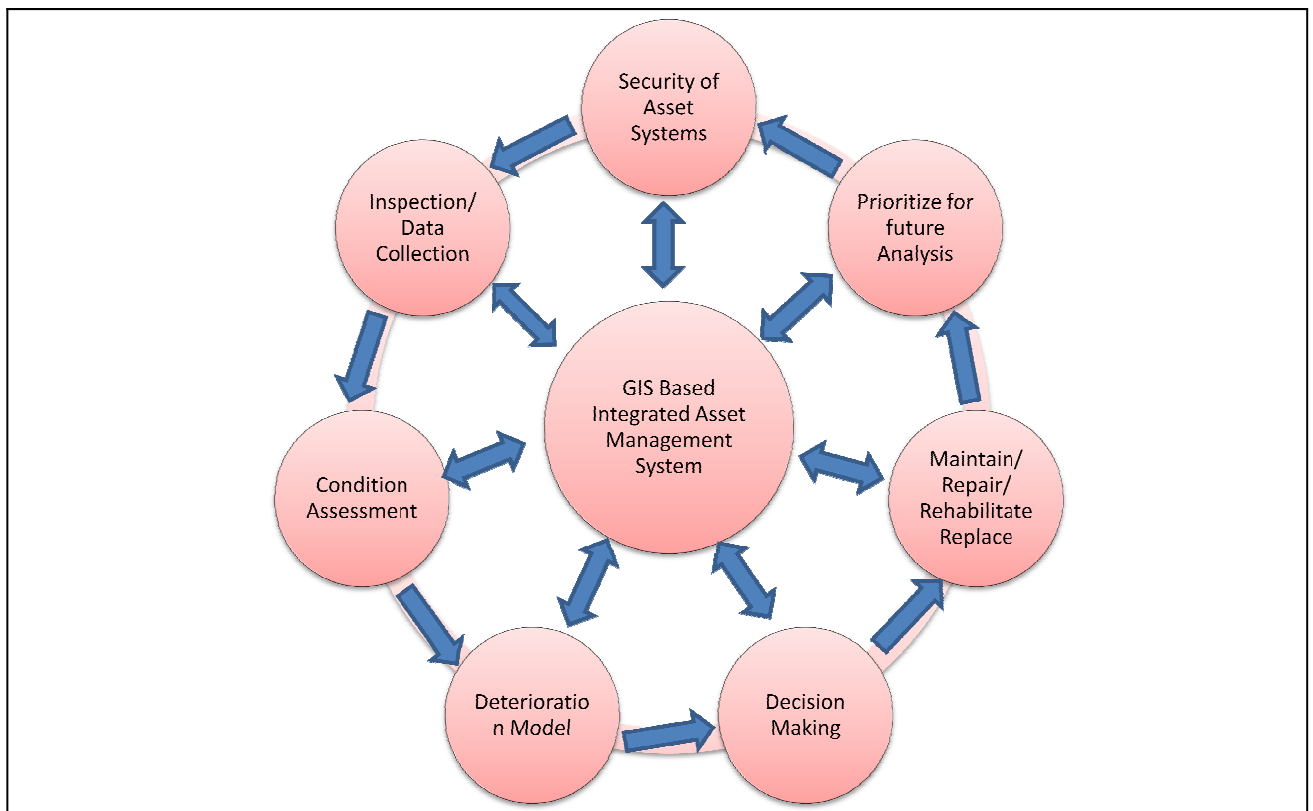 Security of
Asset
Systems
Inspection/
Data
Collection
Prioritize for
future
Analysis
GIS Based
Integrated Asset
Management
System
Condition
Assessment
Maintain/
Repair/
Rehabilitate
Replace
Deterioratio
n Model
Decision
Making